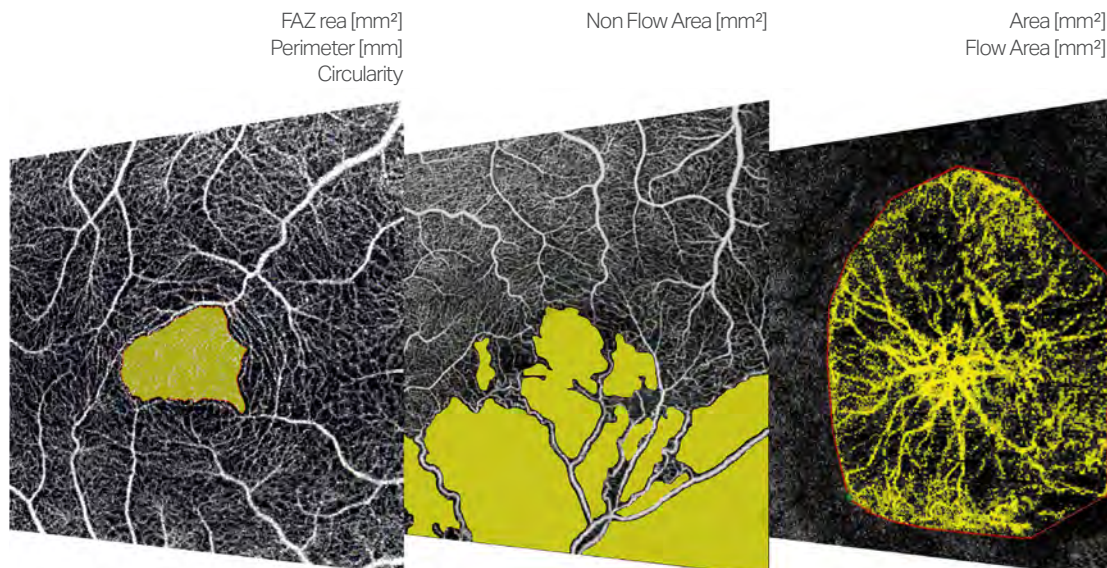 FAZ rea [mm²]
Perimeter [mm]
Circularity
Non Flow Area [mm²]
Area [mm²]
Flow Area [mm²]